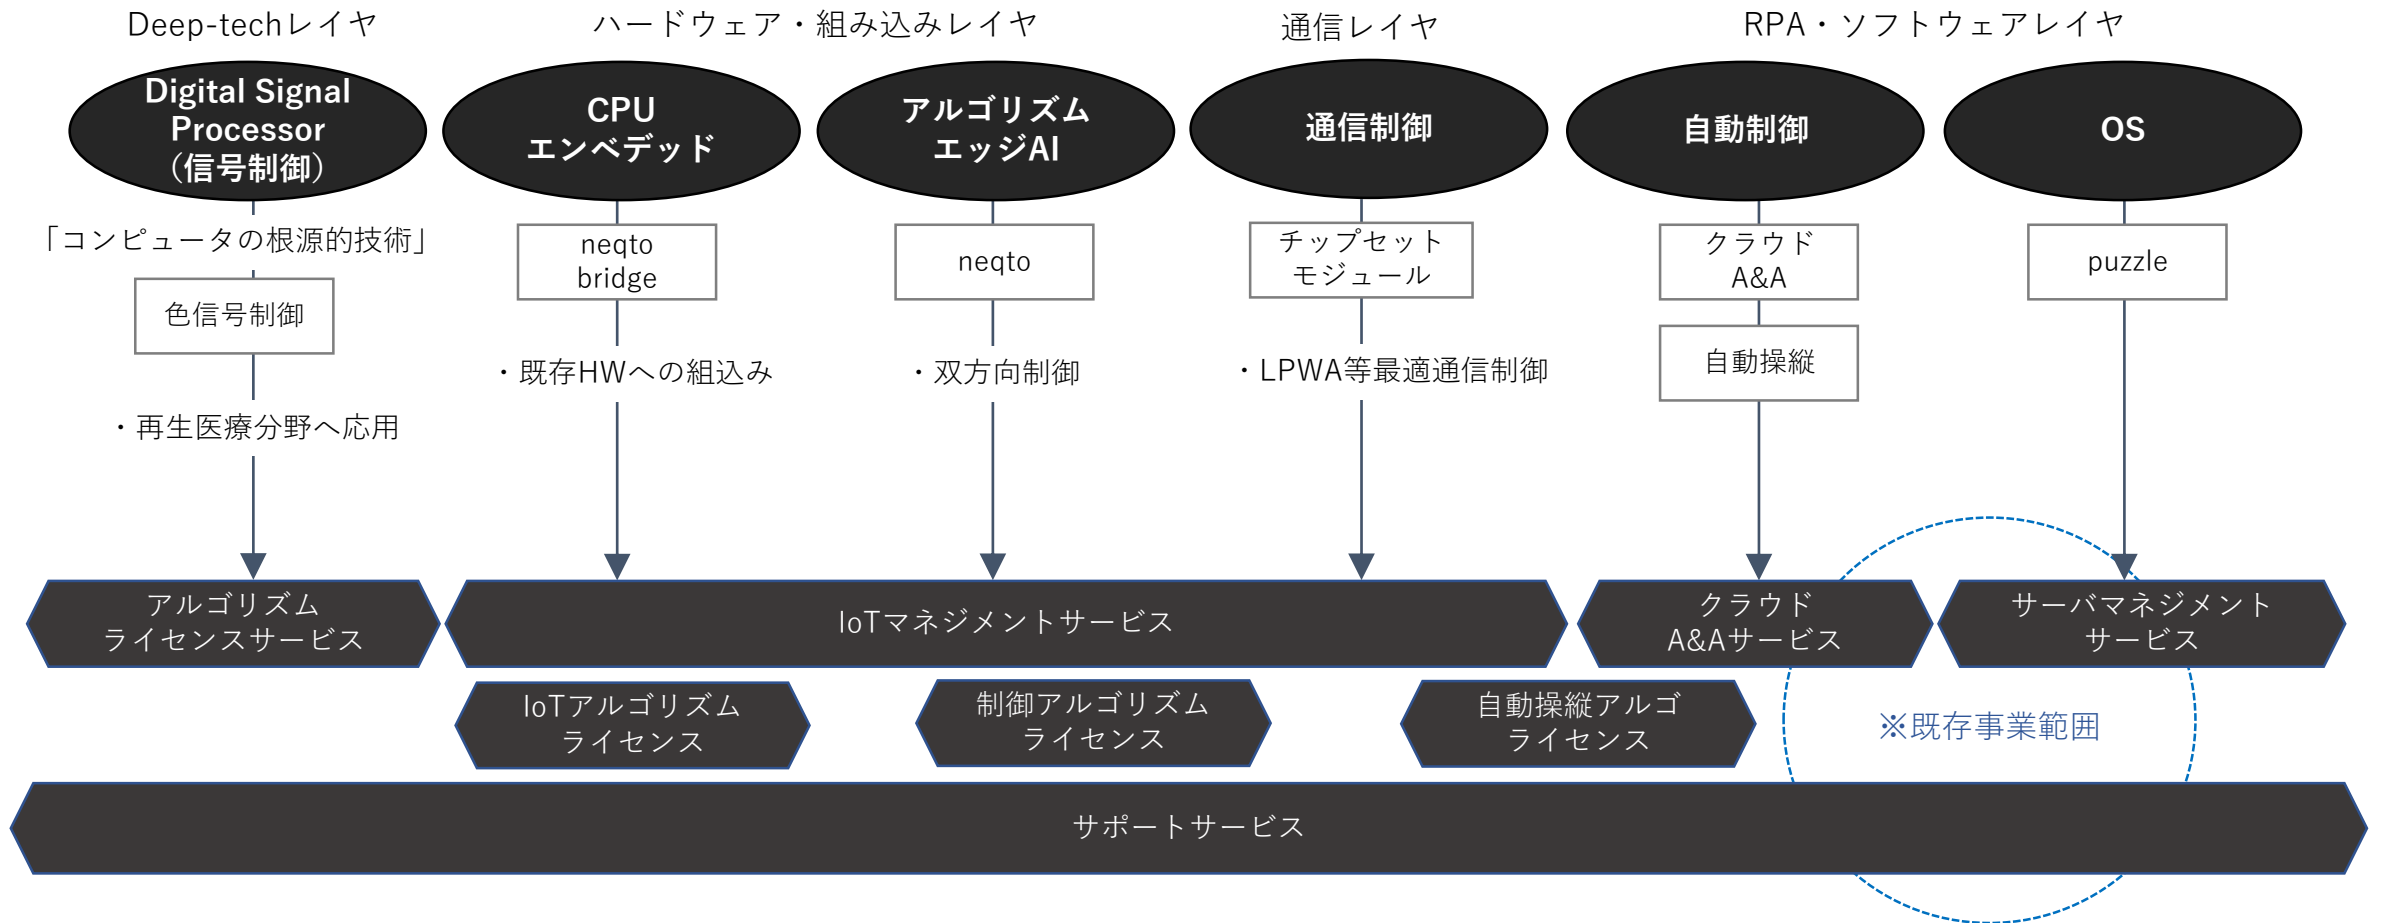 Deep-techレイヤ
ハードウェア・組み込みレイヤ
通信レイヤ
RPA・ソフトウェアレイヤ
Digital Signal
Processor
（信号制御）
CPU
エンベデッド
アルゴリズム
エッジAI
通信制御
自動制御
OS
「コンピュータの根源的技術」
色信号制御
・再生医療分野へ応用
neqto
bridge
・既存HWへの組込み
neqto
・双方向制御
チップセット
モジュール
・LPWA等最適通信制御
クラウド
A&A
自動操縦
puzzle
アルゴリズム
ライセンスサービス
IoTマネジメントサービス
クラウド
A&Aサービス
サーバマネジメント
サービス
IoTアルゴリズム
ライセンス
制御アルゴリズム
ライセンス
自動操縦アルゴ
ライセンス
※既存事業範囲
サポートサービス